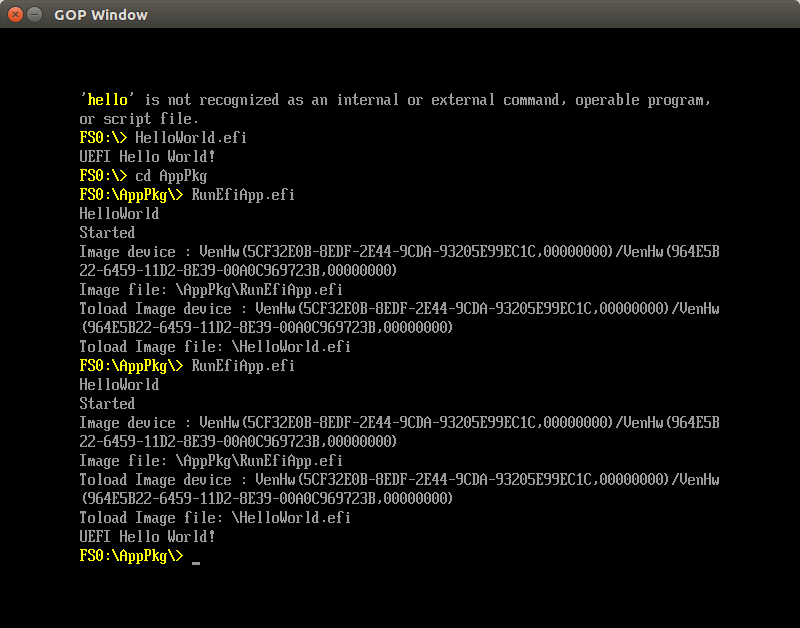 GOP Window
'hello' is not recognized as an internal or external command, operable program,
or script file.
FS0:\> HelloWorld.efi
UEFI Hello World!
FS0:\> cd AppPkg
FS0:\AppPkg\> RunEfiApp.efi
HelloWorld
Started
Image device : VenHw(5CF32E0B-8EDF-2E44-9CDA-93205E99EC1C,00000000)/VenHw(964E5B
22-6459-11D2-8E39-00A0C969723B,00000000)
Image file: \AppPkg\RunEfiApp.efi
Toload Image device : VenHw(5CF32E0B-8EDF-2E44-9CDA-93205E99EC1C,00000000)/VenHw
(964E5B22-6459-11D2-8E39-00A0C969723B,00000000)
Toload Image file: \HelloWorld.efi
FS0:\AppPkg\> RunEfiApp.efi
HelloWorld
Started
Image device : VenHw(5CF32E0B-8EDF-2E44-9CDA-93205E99EC1C,00000000)/VenHw(964E5B
22-6459-11D2-8E39-00A0C969723B,00000000)
Image file: \AppPkg\RunEfiApp.efi
Toload Image device : VenHw(5CF32E0B-8EDF-2E44-9CDA-93205E99EC1C,00000000)/VenHw
(964E5B22-6459-11D2-8E39-00A0C969723B,00000000)
Toload Image file: \HelloWorld.efi
UEFI Hello World!
FS0:\AppPkg\> _